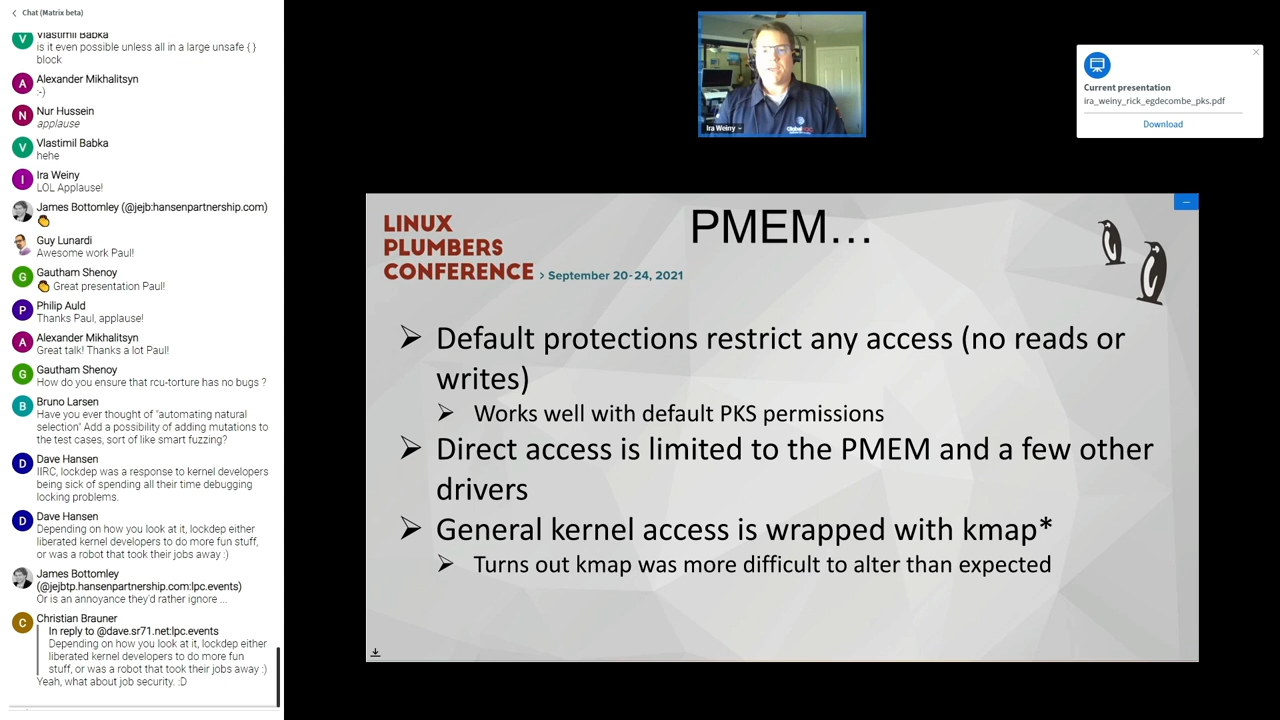 Chat (Matrix beta)
V
Vlastimil Babka
is it even possible unless all in a large unsafe { }
block
A
Alexander Mikhalitsyn
:-)
N
Nur Hussein
applause
V
Vlastimil Babka
hehe
I
Ira Weiny
LOL Applause!
James Bottomley (@jejb:hansenpartnership.com)
👏
Guy Lunardi
Awesome work Paul!
G
Gautham Shenoy
👏 Great presentation Paul!
P
Philip Auld
Thanks Paul, applause!
A
Alexander Mikhalitsyn
Great talk! Thanks a lot Paul!
G
Gautham Shenoy
How do you ensure that rcu-torture has no bugs ?
B
Bruno Larsen
Have you ever thought of "automating natural
selection" Add a possibility of adding mutations to
the test cases, sort of like smart fuzzing?
D
Dave Hansen
IIRC, lockdep was a response to kernel developers
being sick of spending all their time debugging
locking problems.
D
Dave Hansen
Depending on how you look at it, lockdep either
liberated kernel developers to do more fun stuff,
or was a robot that took their jobs away :)
James Bottomley
(@jejbtp.hansenpartnership.com:lpc.events)
Or is an annoyance they'd rather ignore ...
C
Christian Brauner
In reply to @dave.sr71.net:lpc.events
Depending on how you look at it, lockdep either
liberated kernel developers to do more fun
stuff, or was a robot that took their jobs away :)
Yeah, what about job security. :D
Ira Weiny
Current presentation
ira_weiny_rick_egdecombe_pks.pdf
Download
LINUX
PLUMBERS
CONFERENCE > September 20-24, 2021
PMEM…
Default protections restrict any access (no reads or
writes)
Works well with default PKS permissions
Direct access is limited to the PMEM and a few other
drivers
General kernel access is wrapped with kmap*
Turns out kmap was more difficult to alter than expected